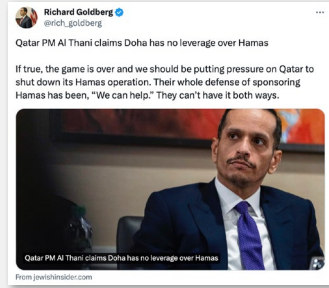 Richard Goldberg
@rich_goldberg
Qatar PM Al Thani claims Doha has no leverage over Hamas
If true, the game is over and we should be putting pressure on Qatar to
shut down its Hamas operation. Their whole defense of sponsoring
Hamas has been, “We can help.” They can’t have it both ways.
Qatar PM Al Thani claims Doha has no leverage over Hamas
From jewishinsider.com